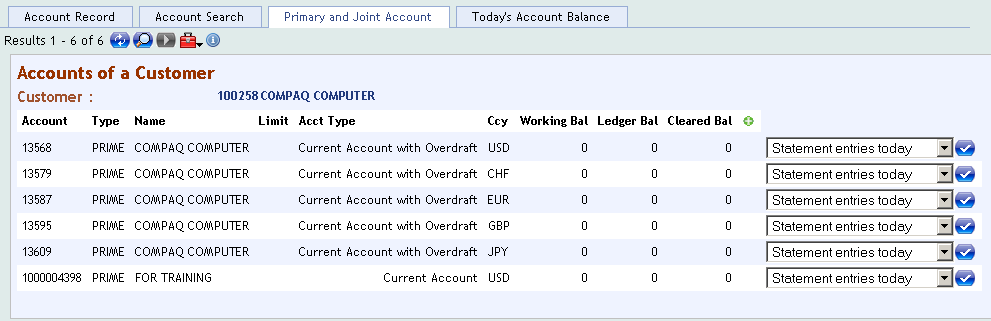 Account Record Account Search Primary and Joint Account Today's Account Balance
Results 1 - 6 of 6
Accounts of a Customer
Customer : 100258 COMPAQ COMPUTER
Account Type Name Limit Acct Type Ccy Working Bal Ledger Bal Cleared Bal
13568 PRIME COMPAQ COMPUTER Current Account with Overdraft USD 0 0 0 Statement entries today
13579 PRIME COMPAQ COMPUTER Current Account with Overdraft CHF 0 0 0 Statement entries today
13587 PRIME COMPAQ COMPUTER Current Account with Overdraft EUR 0 0 0 Statement entries today
13595 PRIME COMPAQ COMPUTER Current Account with Overdraft GBP 0 0 0 Statement entries today
13609 PRIME COMPAQ COMPUTER Current Account with Overdraft JPY 0 0 0 Statement entries today
1000004398 PRIME FOR TRAINING Current Account USD 0 0 0 Statement entries today